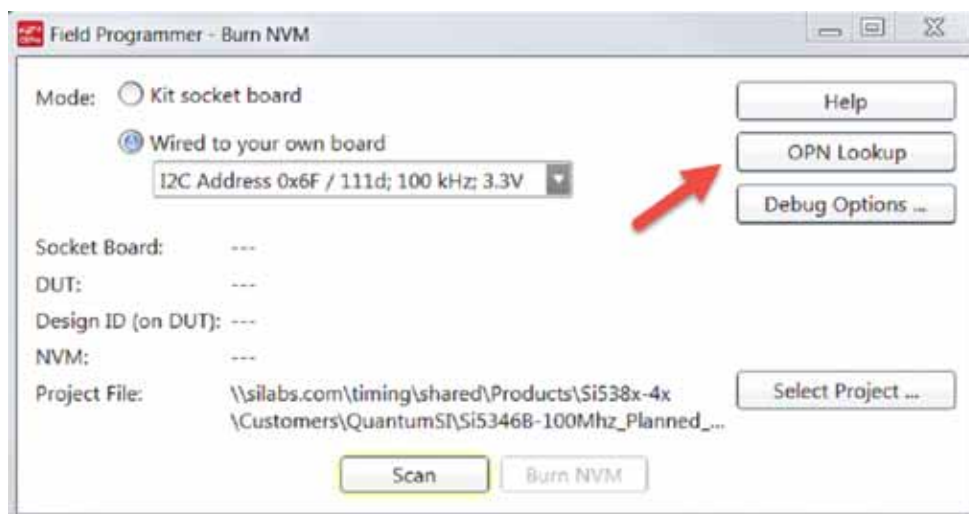 Field Programmer - Burn NVM
Mode:
Kit socket board
Help
Wired to your own board
OPN Lookup
I2C Address 0x6F / 111d; 100 kHz; 3.3V
Debug Options ...
Socket Board: ---
DUT: ---
Design ID (on DUT): ---
NVM: ---
Project File: \\silabs.com\timing\shared\Products\Si538x-4x
Select Project ...
\Customers\QuantumSI\Si5346B-100Mhz_Planned_...
Scan
Burn NVM